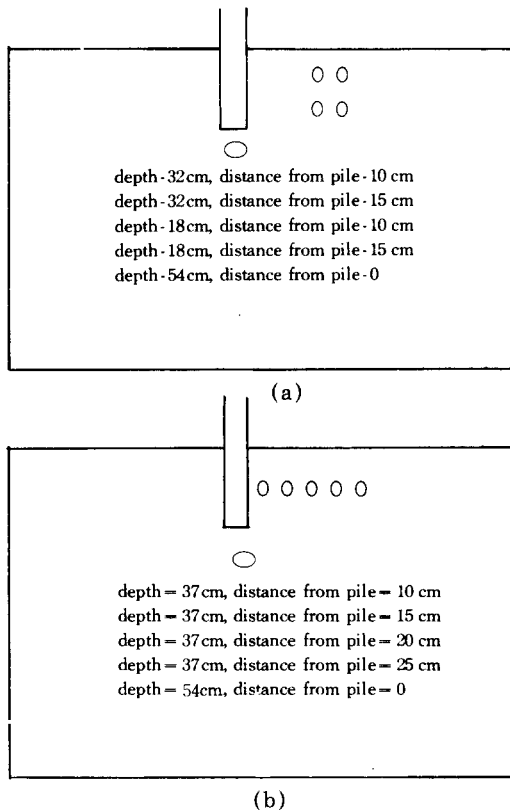 depth-32cm, distance from pile-10 cm
depth-32cm, distance from pile-15 cm
depth-18cm, distance from pile-10 cm
depth-18cm, distance from pile-15 cm
depth-54cm, distance from pile-0
(a)
depth= 37cm, distance from pile= 10 cm
depth= 37cm, distance from pile= 15 cm
depth= 37cm, distance from pile= 20 cm
depth= 37cm, distance from pile= 25 cm
depth= 54cm, distance from pile= 0
(b)